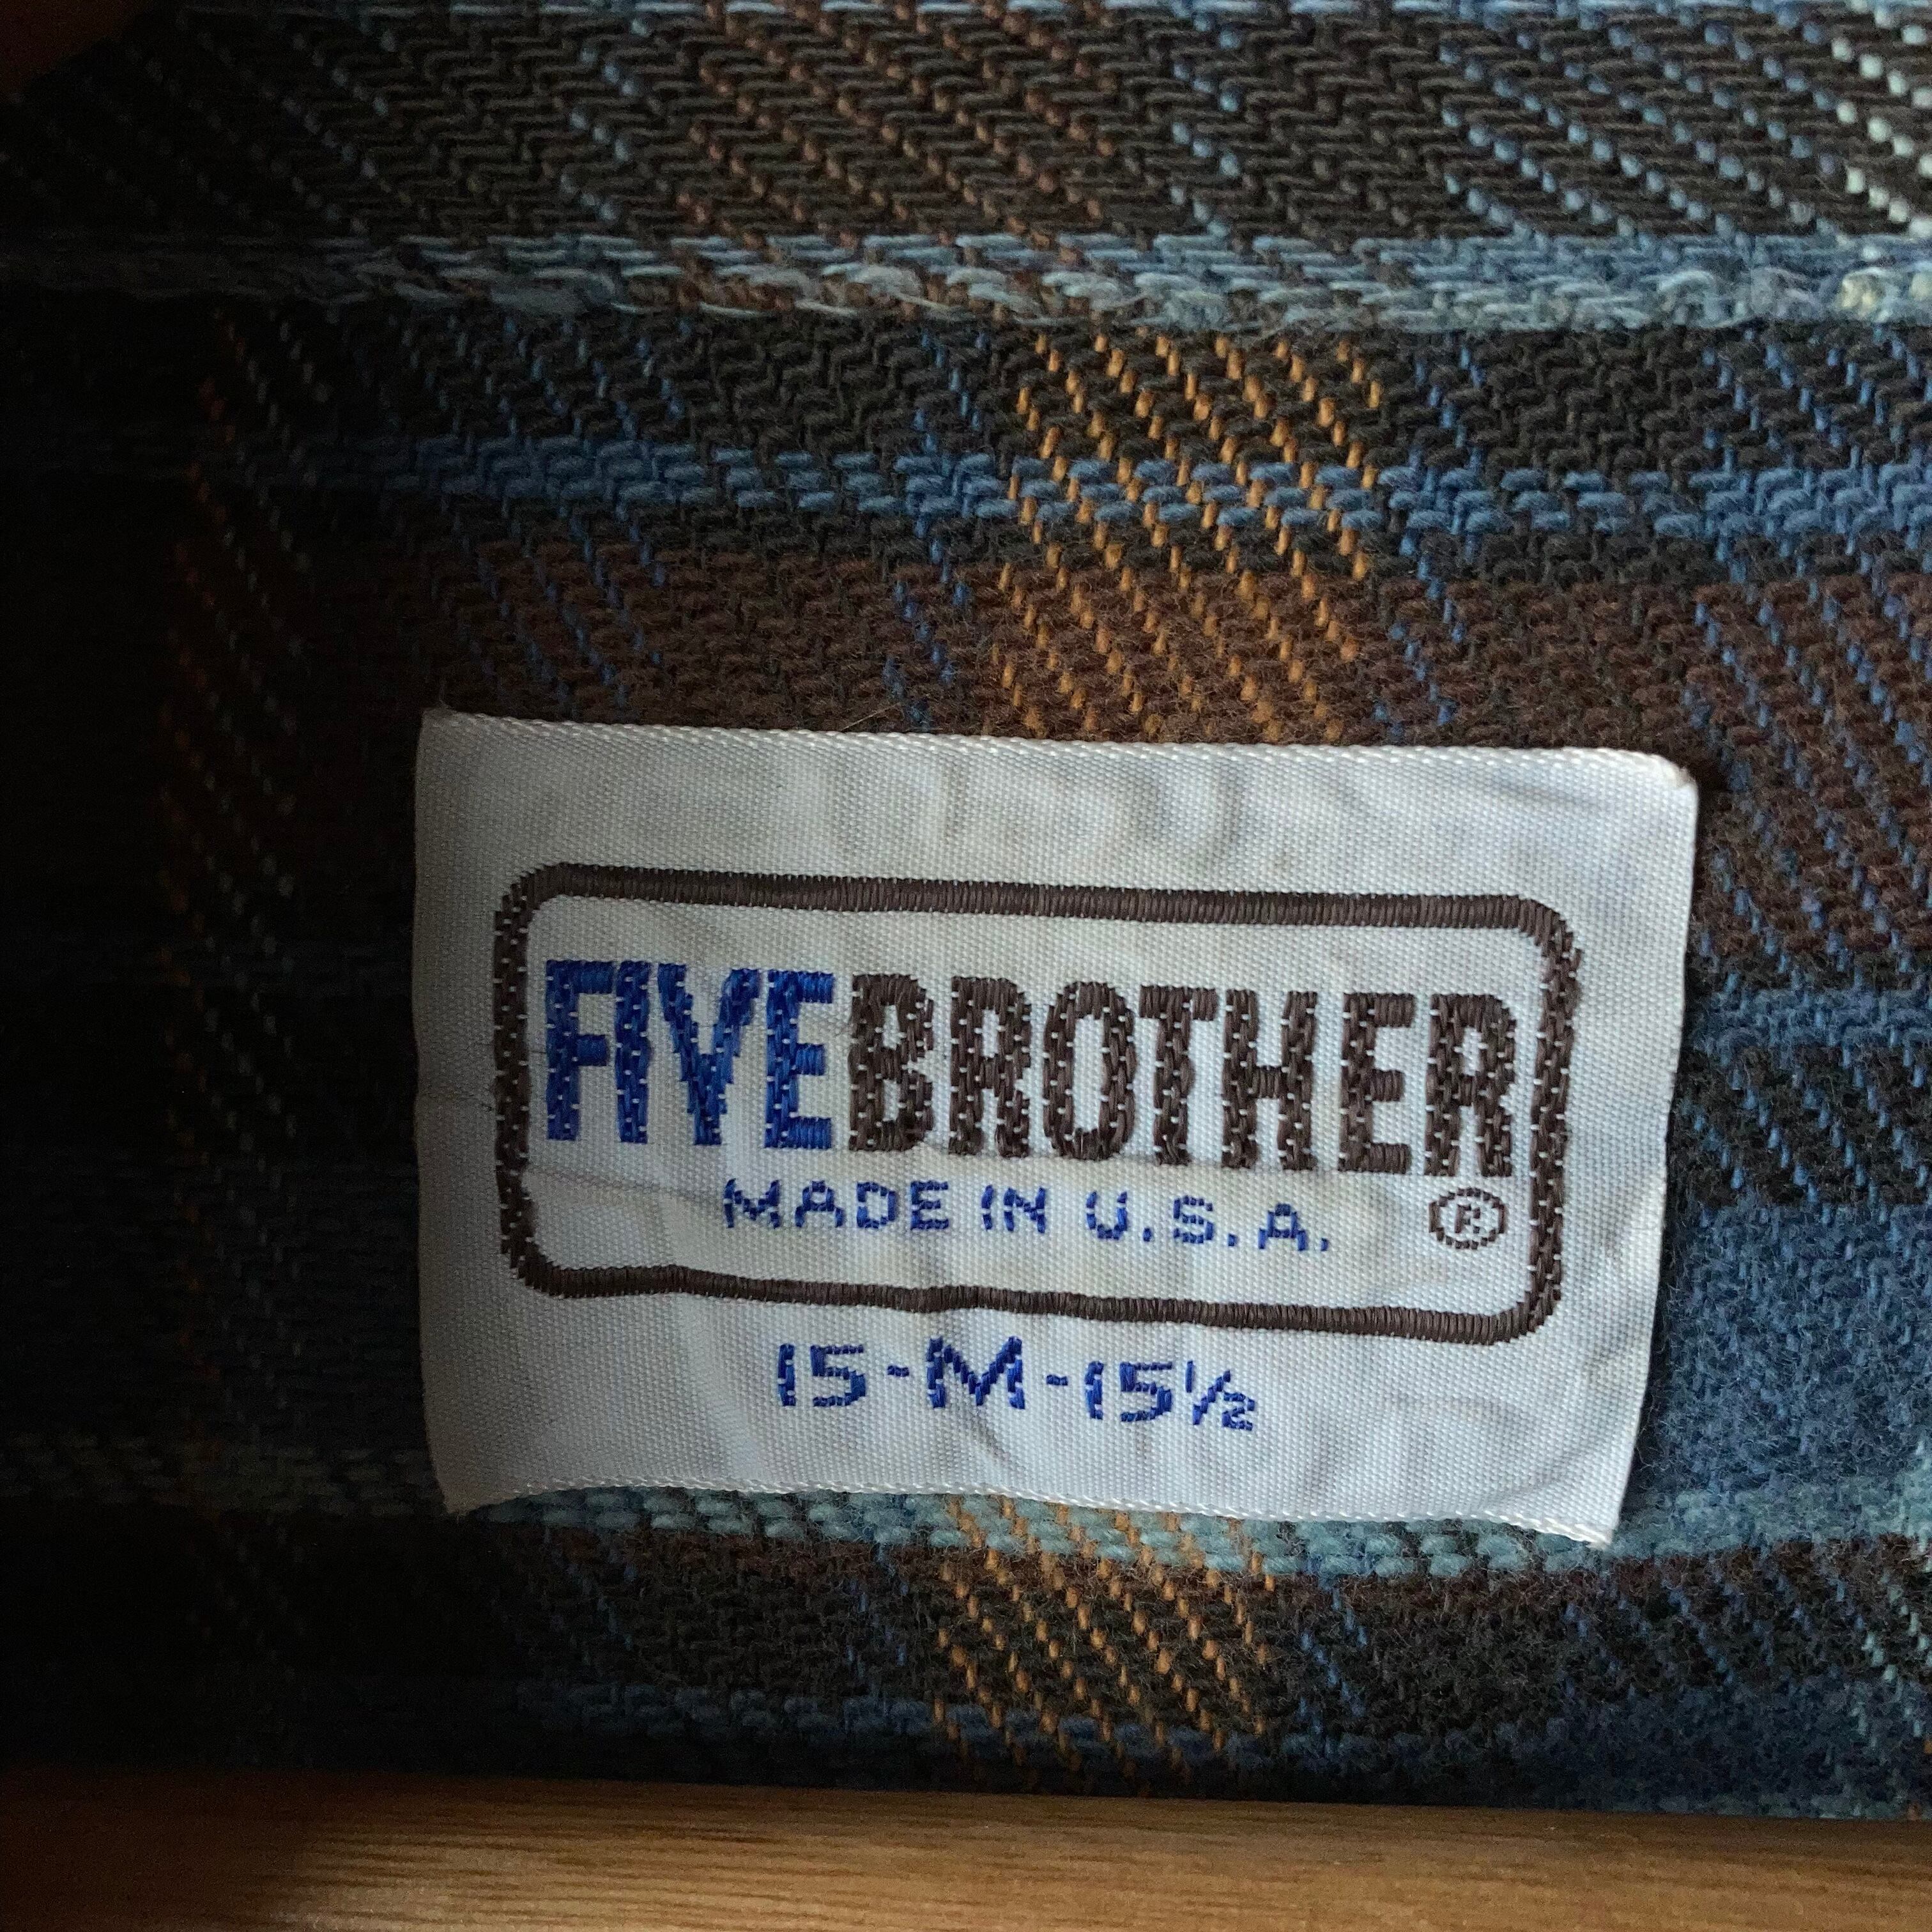 FIVEBROTHER
MADE IN U.S.A. ®
15-M-15½